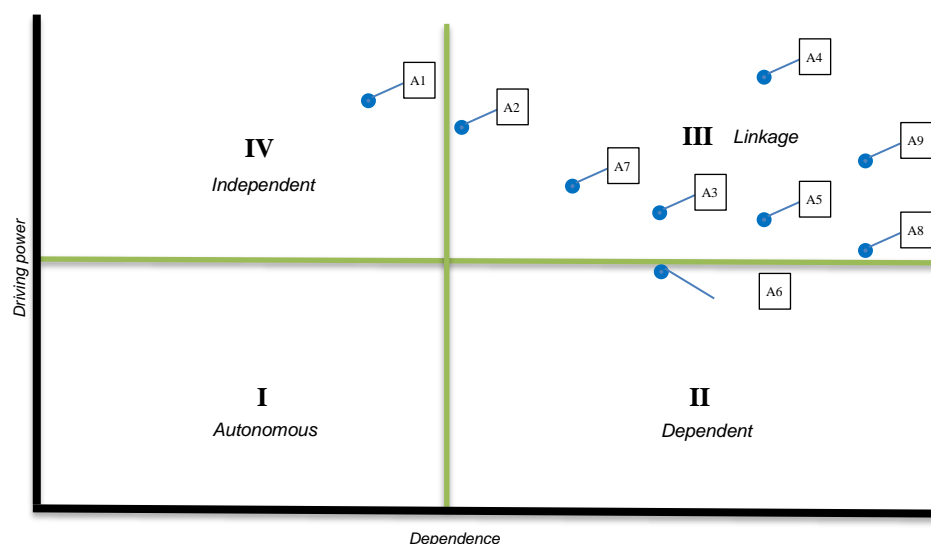 A4
A1
A2
A9
IV
III Linkage
A7
Independent
A3
A5
A8
Driving power
A6
I
II
Autonomous
Dependent
Dependence